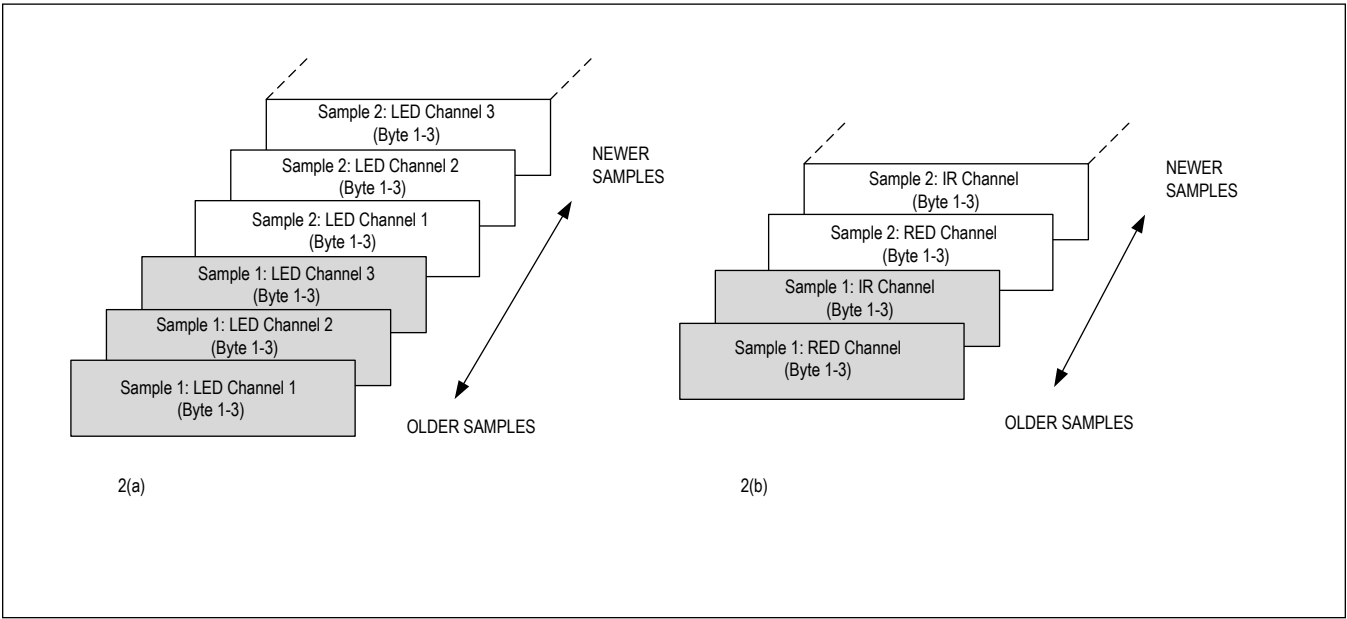 Sample 2: LED Channel 3
(Byte 1-3)
Sample 2: LED Channel 2
(Byte 1-3)
Sample 2: LED Channel 1
(Byte 1-3)
Sample 1: LED Channel 3
(Byte 1-3)
Sample 1: LED Channel 2
(Byte 1-3)
Sample 1: LED Channel 1
(Byte 1-3)
NEWER
SAMPLES
OLDER SAMPLES
2(a)
Sample 2: IR Channel
(Byte 1-3)
Sample 2: RED Channel
(Byte 1-3)
Sample 1: IR Channel
(Byte 1-3)
Sample 1: RED Channel
(Byte 1-3)
NEWER
SAMPLES
OLDER SAMPLES
2(b)